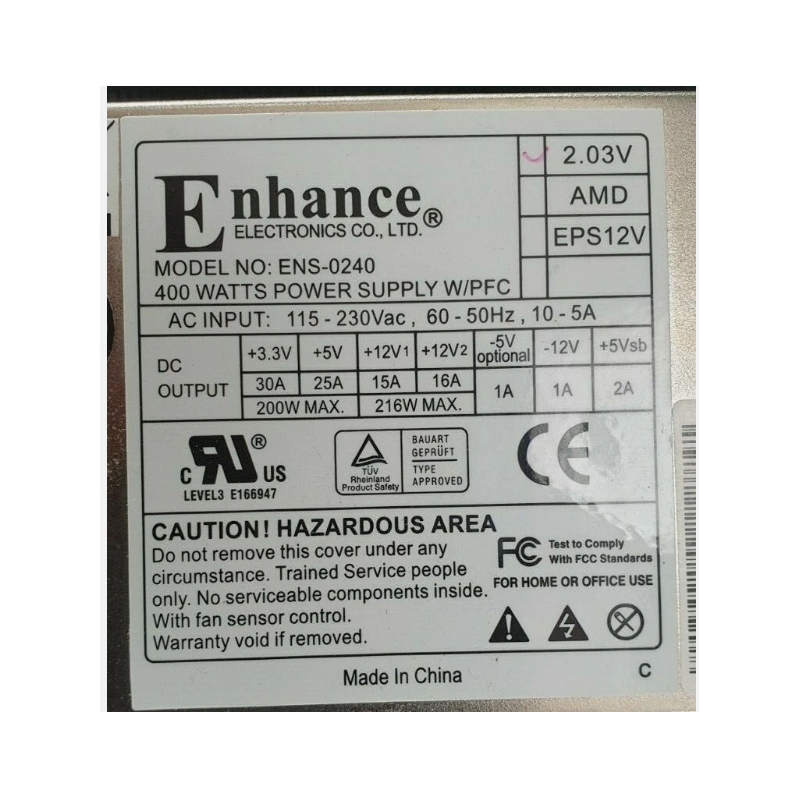 Enhance®
ELECTRONICS CO., LTD.
2.03V
AMD
EPS12V
MODEL NO: ENS-0240
400 WATTS POWER SUPPLY W/PFC
AC INPUT: 115 - 230Vac , 60 - 50Hz , 10 - 5A
DC OUTPUT
+3.3V +5V +12V1 +12V2 -5V optional -12V +5Vsb
30A 25A 15A 16A 1A 1A 2A
200W MAX. 216W MAX.
c RU ® US
LEVEL3 E166947
TÜV
Rheinland
Product Safety
BAUART
GEPRÜFT
TYPE
APPROVED
CE
CAUTION! HAZARDOUS AREA
Do not remove this cover under any
circumstance. Trained Service people
only. No serviceable components inside.
With fan sensor control.
Warranty void if removed.
FC Test to Comply
With FCC Standards
FOR HOME OR OFFICE USE
Made In China
C